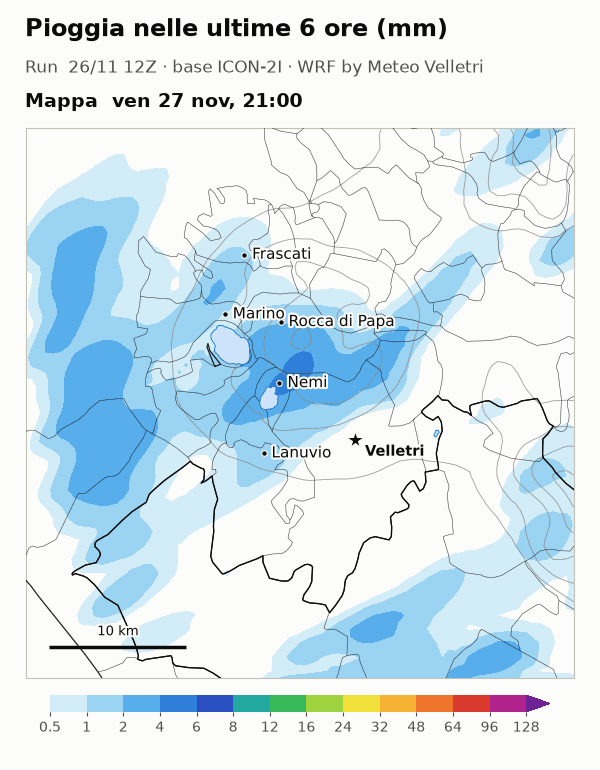 Pioggia nelle ultime 6 ore (mm)
Run  26/11 12Z · base ICON-2I · WRF by Meteo Velletri
Mappa  ven 27 nov, 21:00
Frascati
Marino
Rocca di Papa
Nemi
Velletri
Lanuvio
10 km
0.5 1 2 4 6 8 12 16 24 32 48 64 96 128